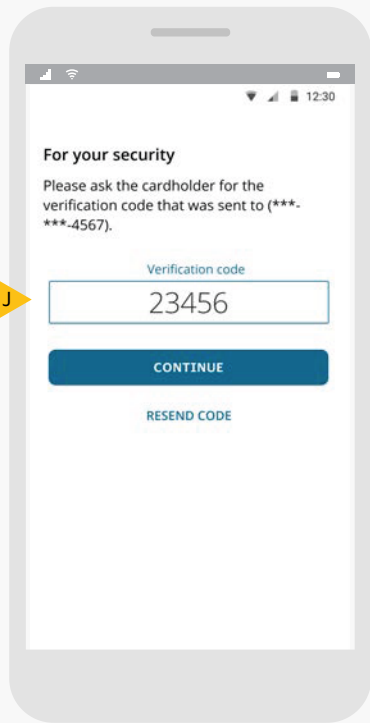 12:30
For your security
Please ask the cardholder for the
verification code that was sent to (***-
***-4567).
Verification code
J
23456
CONTINUE
RESEND CODE